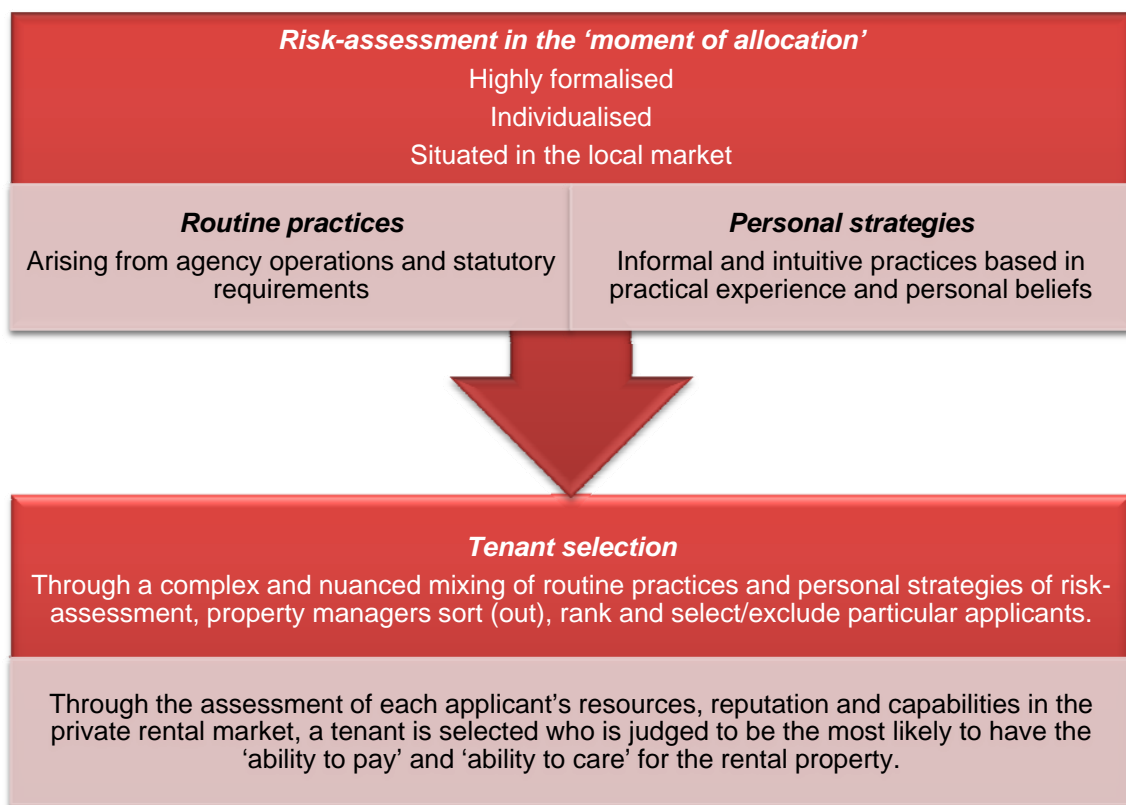 Risk-assessment in the ‘moment of allocation’
Highly formalised
Individualised
Situated in the local market
Routine practices
Arising from agency operations and statutory
requirements
Personal strategies
Informal and intuitive practices based in
practical experience and personal beliefs
Tenant selection
Through a complex and nuanced mixing of routine practices and personal strategies of risk-
assessment, property managers sort (out), rank and select/exclude particular applicants.
Through the assessment of each applicant’s resources, reputation and capabilities in the
private rental market, a tenant is selected who is judged to be the most likely to have the
‘ability to pay’ and ‘ability to care’ for the rental property.